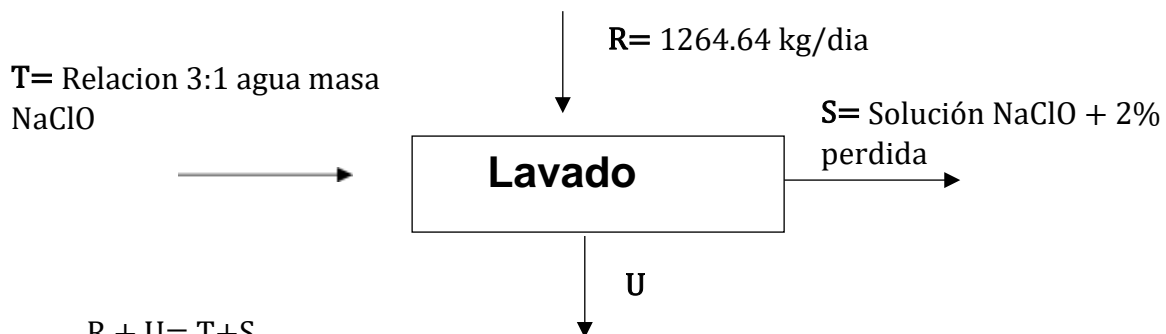 R= 1264.64 kg/dia
T= Relacion 3:1 agua masa
NaClO
S= Solución NaClO + 2%
perdida
Lavado
U
R + U= T+S